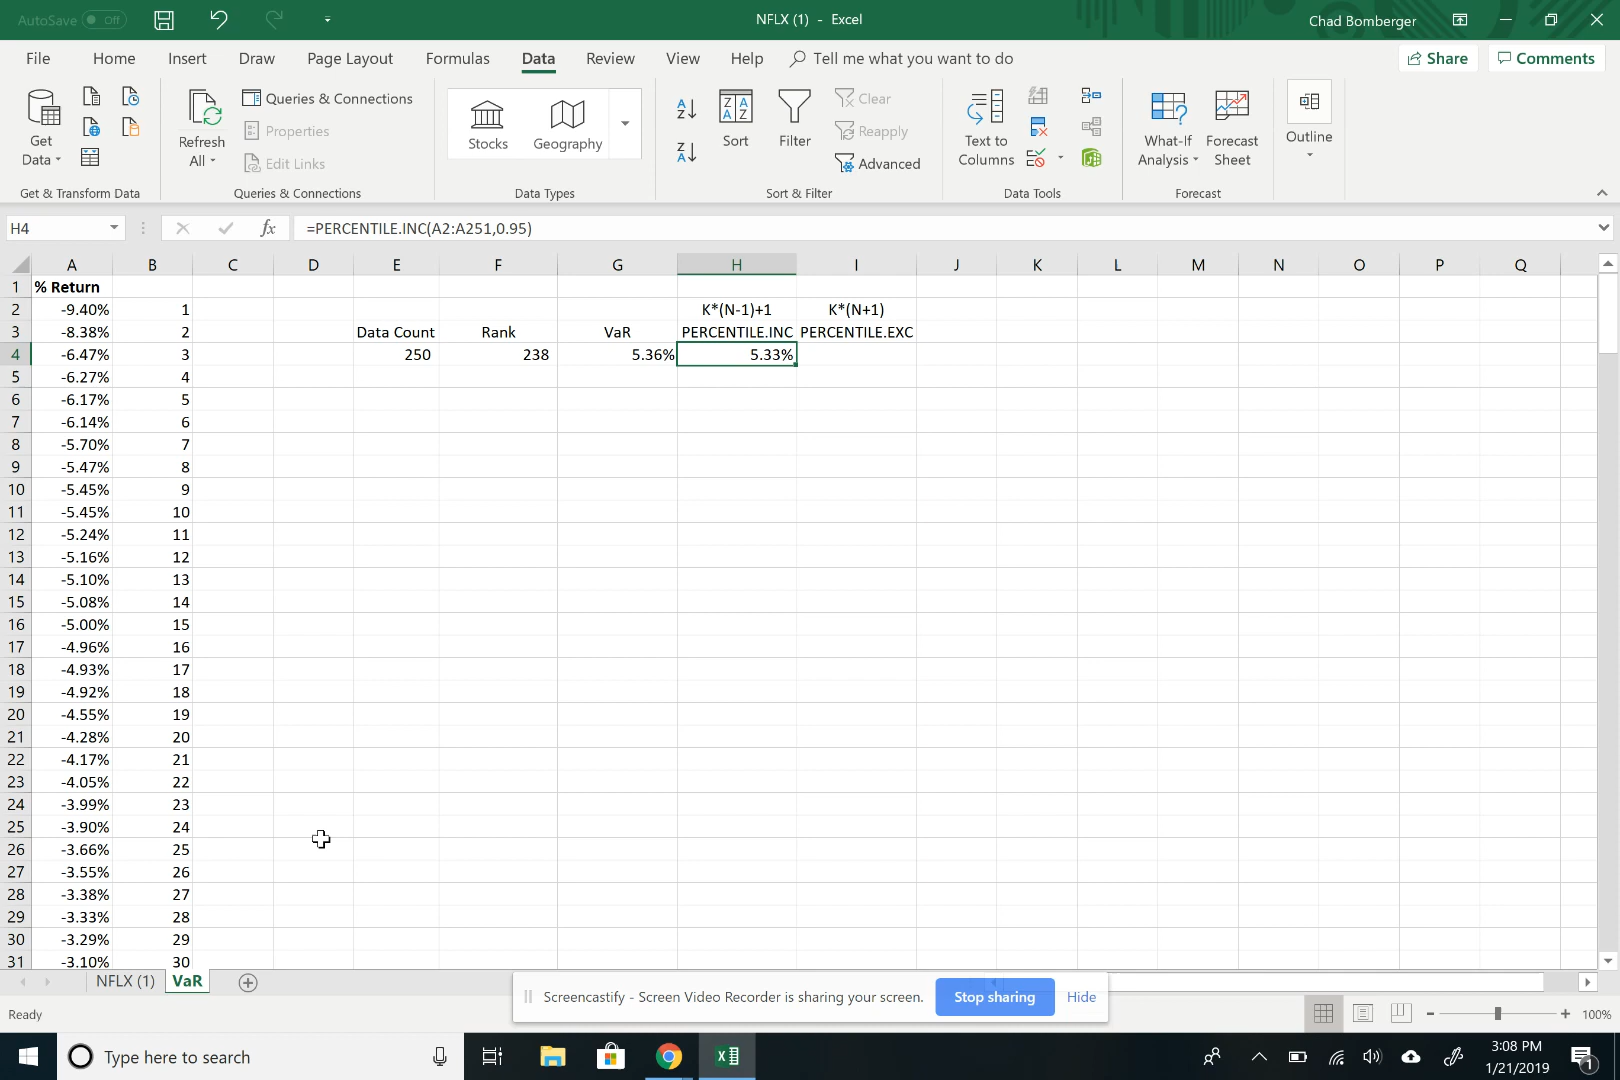 AutoSave Off
NFLX (1) - Excel
Chad Bomberger
File Home Insert Draw Page Layout Formulas Data Review View Help Tell me what you want to do
Share Comments
Get Data
Refresh All
Queries & Connections
Properties
Edit Links
Stocks Geography
Sort
Filter
Clear
Reapply
Advanced
Text to Columns
What-If Analysis
Forecast Sheet
Outline
Get & Transform Data Queries & Connections Data Types Sort & Filter Data Tools Forecast
H4 fx =PERCENTILE.INC(A2:A251,0.95)
A B C D E F G H I J K L M N O P Q
1 % Return
2 -9.40% 1 K*(N-1)+1 K*(N+1)
3 -8.38% 2 Data Count Rank VaR PERCENTILE.INC PERCENTILE.EXC
4 -6.47% 3 250 238 5.36% 5.33%
5 -6.27% 4
6 -6.17% 5
7 -6.14% 6
8 -5.70% 7
9 -5.47% 8
10 -5.45% 9
11 -5.45% 10
12 -5.24% 11
13 -5.16% 12
14 -5.10% 13
15 -5.08% 14
16 -5.00% 15
17 -4.96% 16
18 -4.93% 17
19 -4.92% 18
20 -4.55% 19
21 -4.28% 20
22 -4.17% 21
23 -4.05% 22
24 -3.99% 23
25 -3.90% 24
26 -3.66% 25
27 -3.55% 26
28 -3.38% 27
29 -3.33% 28
30 -3.29% 29
31 -3.10% 30
NFLX (1) VaR
Screencastify - Screen Video Recorder is sharing your screen. Stop sharing Hide
Ready
100%
Type here to search
3:08 PM
1/21/2019
1